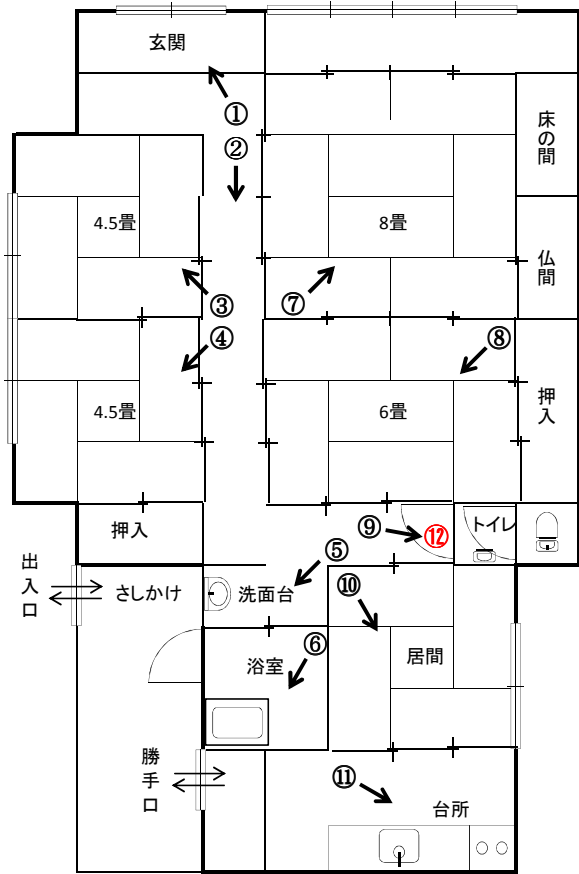 玄関
①
②
床の間
4.5畳
8畳
仏間
③
⑦
④
⑧
4.5畳
6畳
押入
押入
⑨
⑫
トイレ
出入口
さしかけ
洗面台
⑤
⑩
浴室
⑥
居間
勝手口
⑪
台所